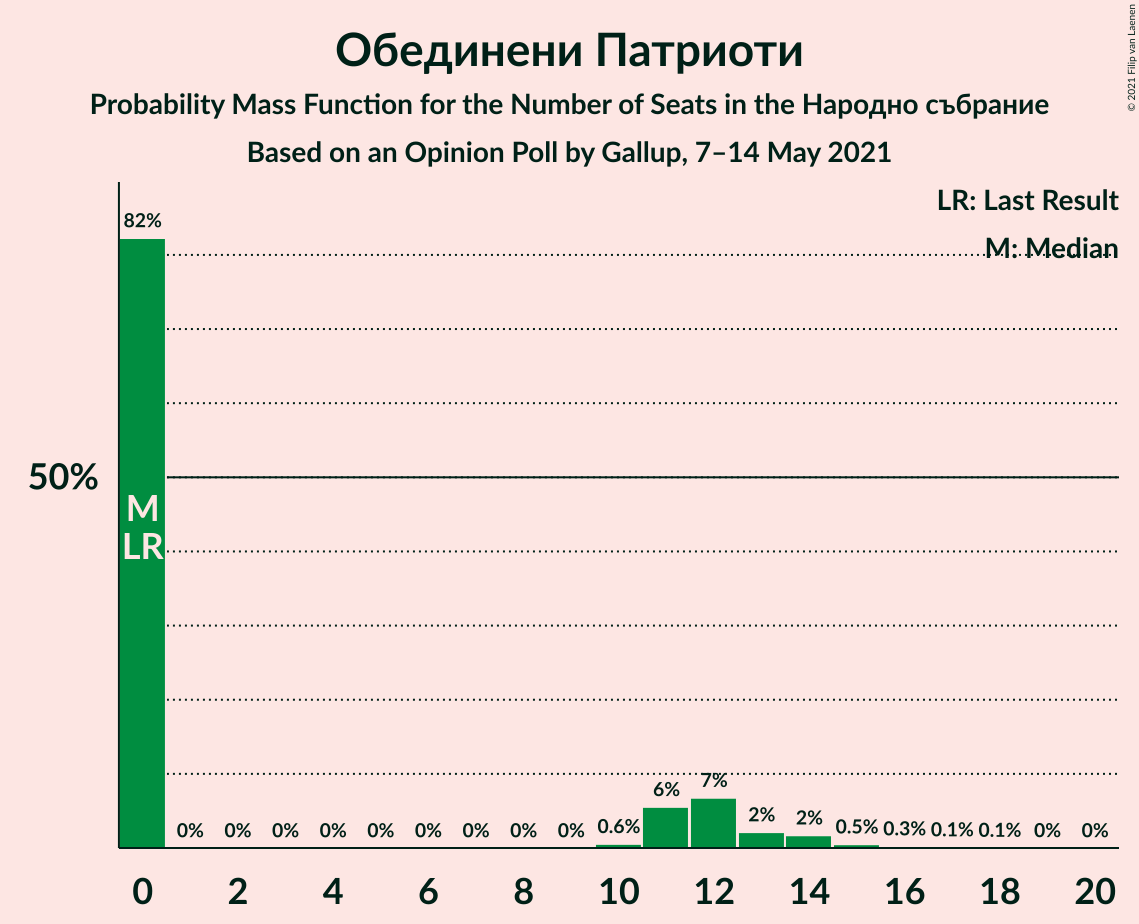 Обединени Патриоти
Probability Mass Function for the Number of Seats in the Народно събрание
Based on an Opinion Poll by Gallup, 7–14 May 2021
© 2021 Filip van Laenen
LR: Last Result
M: Median
82%
50%
M
LR
0% 0% 0% 0% 0% 0% 0% 0% 0% 0.6% 6% 7% 2% 2% 0.5% 0.3% 0.1% 0.1% 0% 0%
0 2 4 6 8 10 12 14 16 18 20